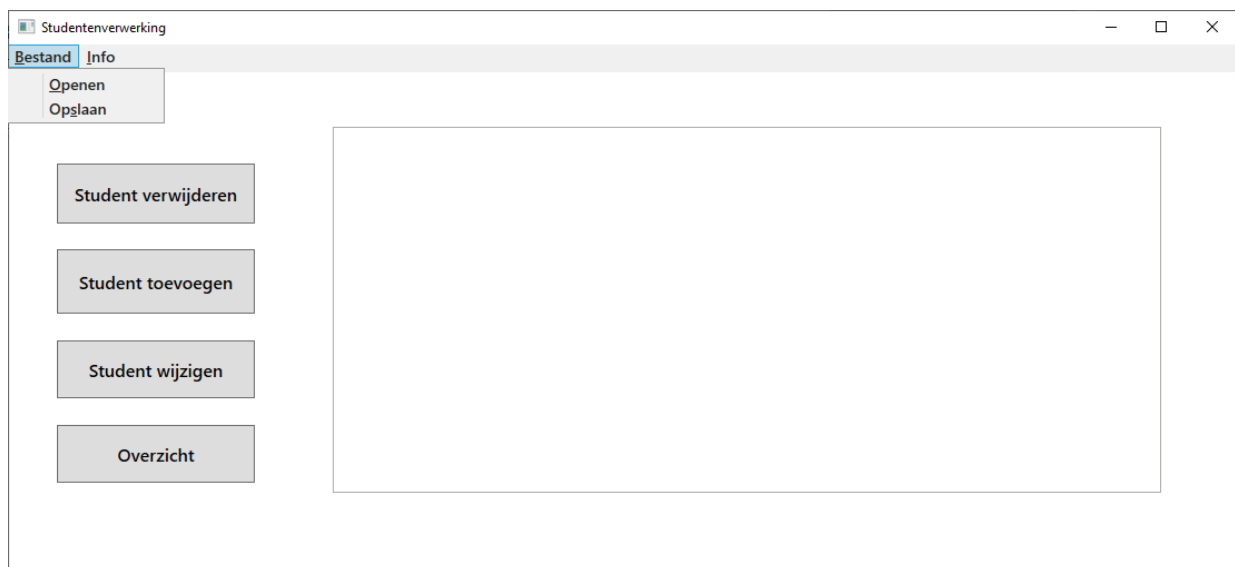 Studentenverwerking
Bestand Info
Openen
Opslaan
Student verwijderen
Student toevoegen
Student wijzigen
Overzicht